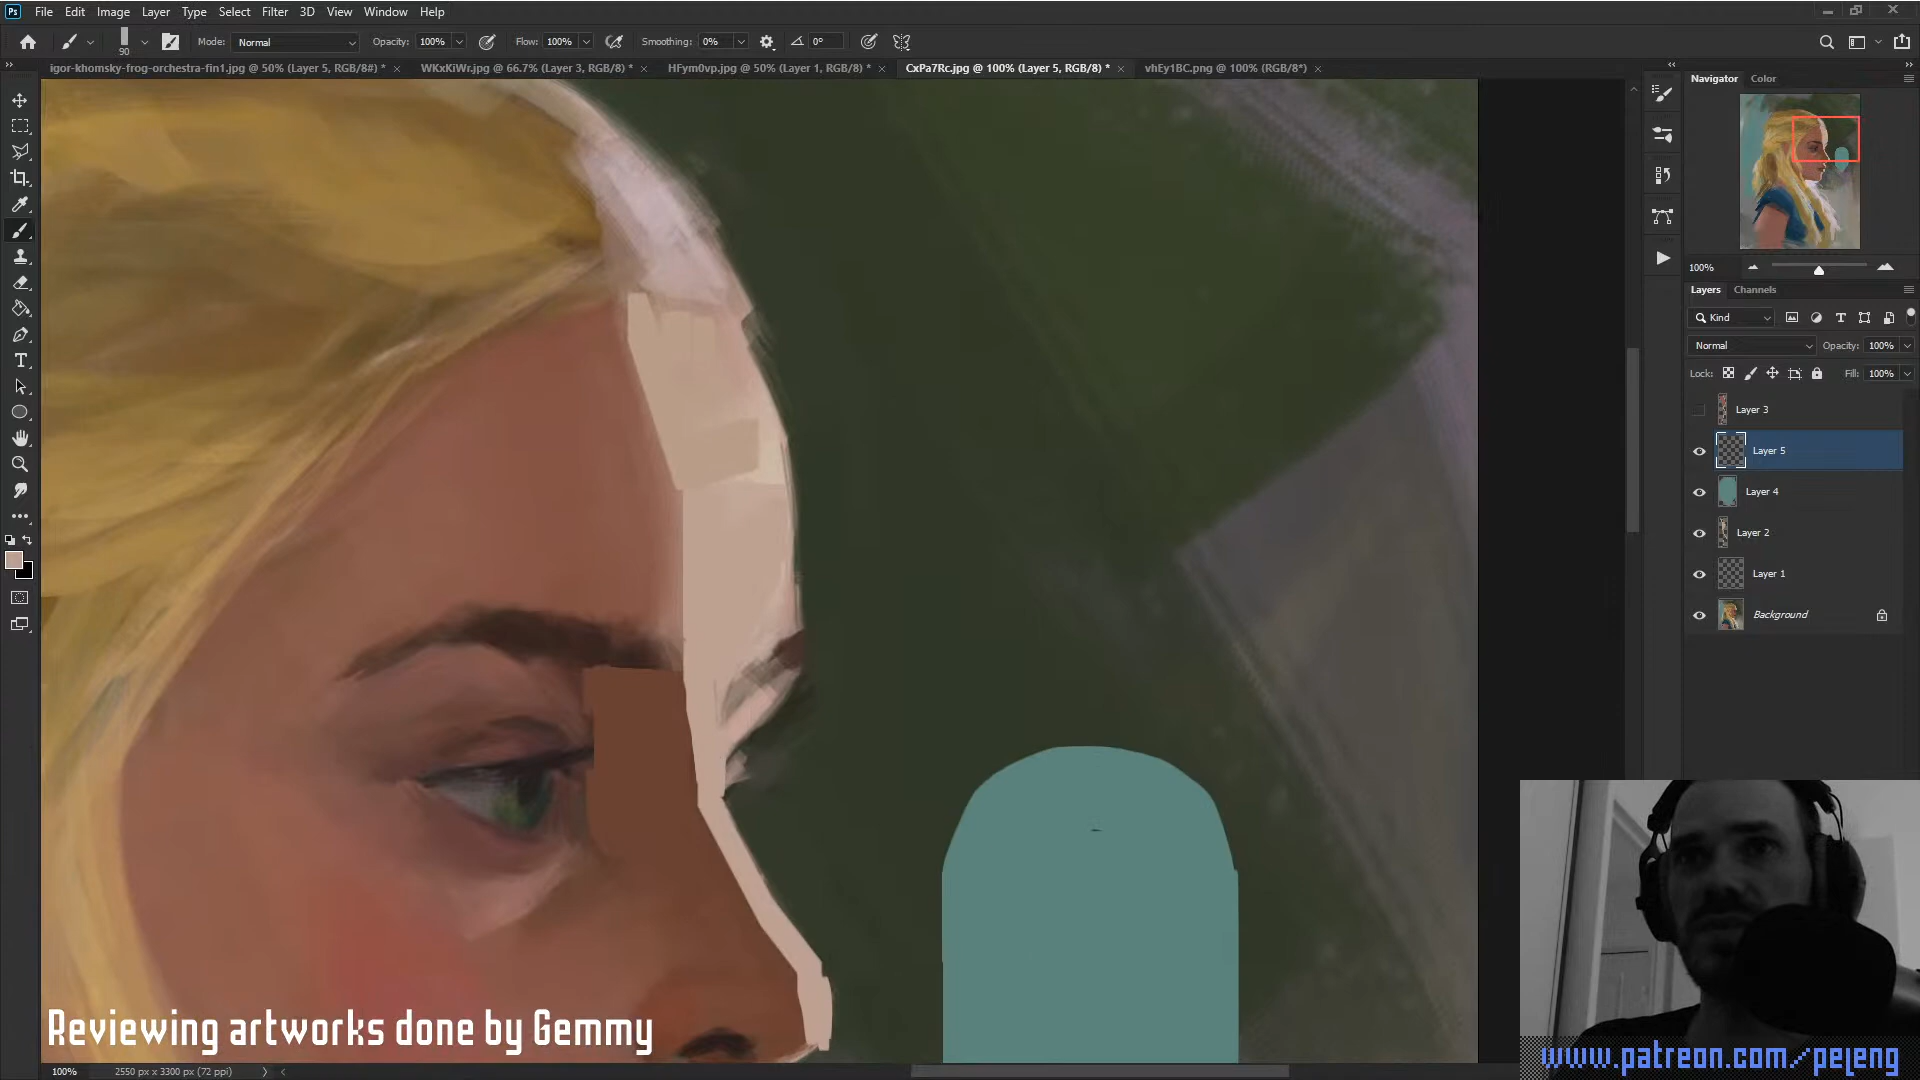 Ps File Edit Image Layer Type Select Filter 3D View Window Help
90 Mode: Normal Opacity: 100% Flow: 100% Smoothing: 0% 0°
igor-khomsky-frog-orchestra-fin1.jpg @ 50% (Layer 5, RGB/8#) * WKxKiWr.jpg @ 66.7% (Layer 3, RGB/8) * HFym0vp.jpg @ 50% (Layer 1, RGB/8) * CxPa7Rc.jpg @ 100% (Layer 5, RGB/8) * vhEy1BC.png @ 100% (RGB/8*)
Navigator Color
100%
Layers Channels
Kind
Normal Opacity: 100%
Lock: Fill: 100%
Layer 3
Layer 5
Layer 4
Layer 2
Layer 1
Background
Reviewing artworks done by Gemmy
www.patreon.com/peleng
100% 2550 px x 3300 px (72 ppi)